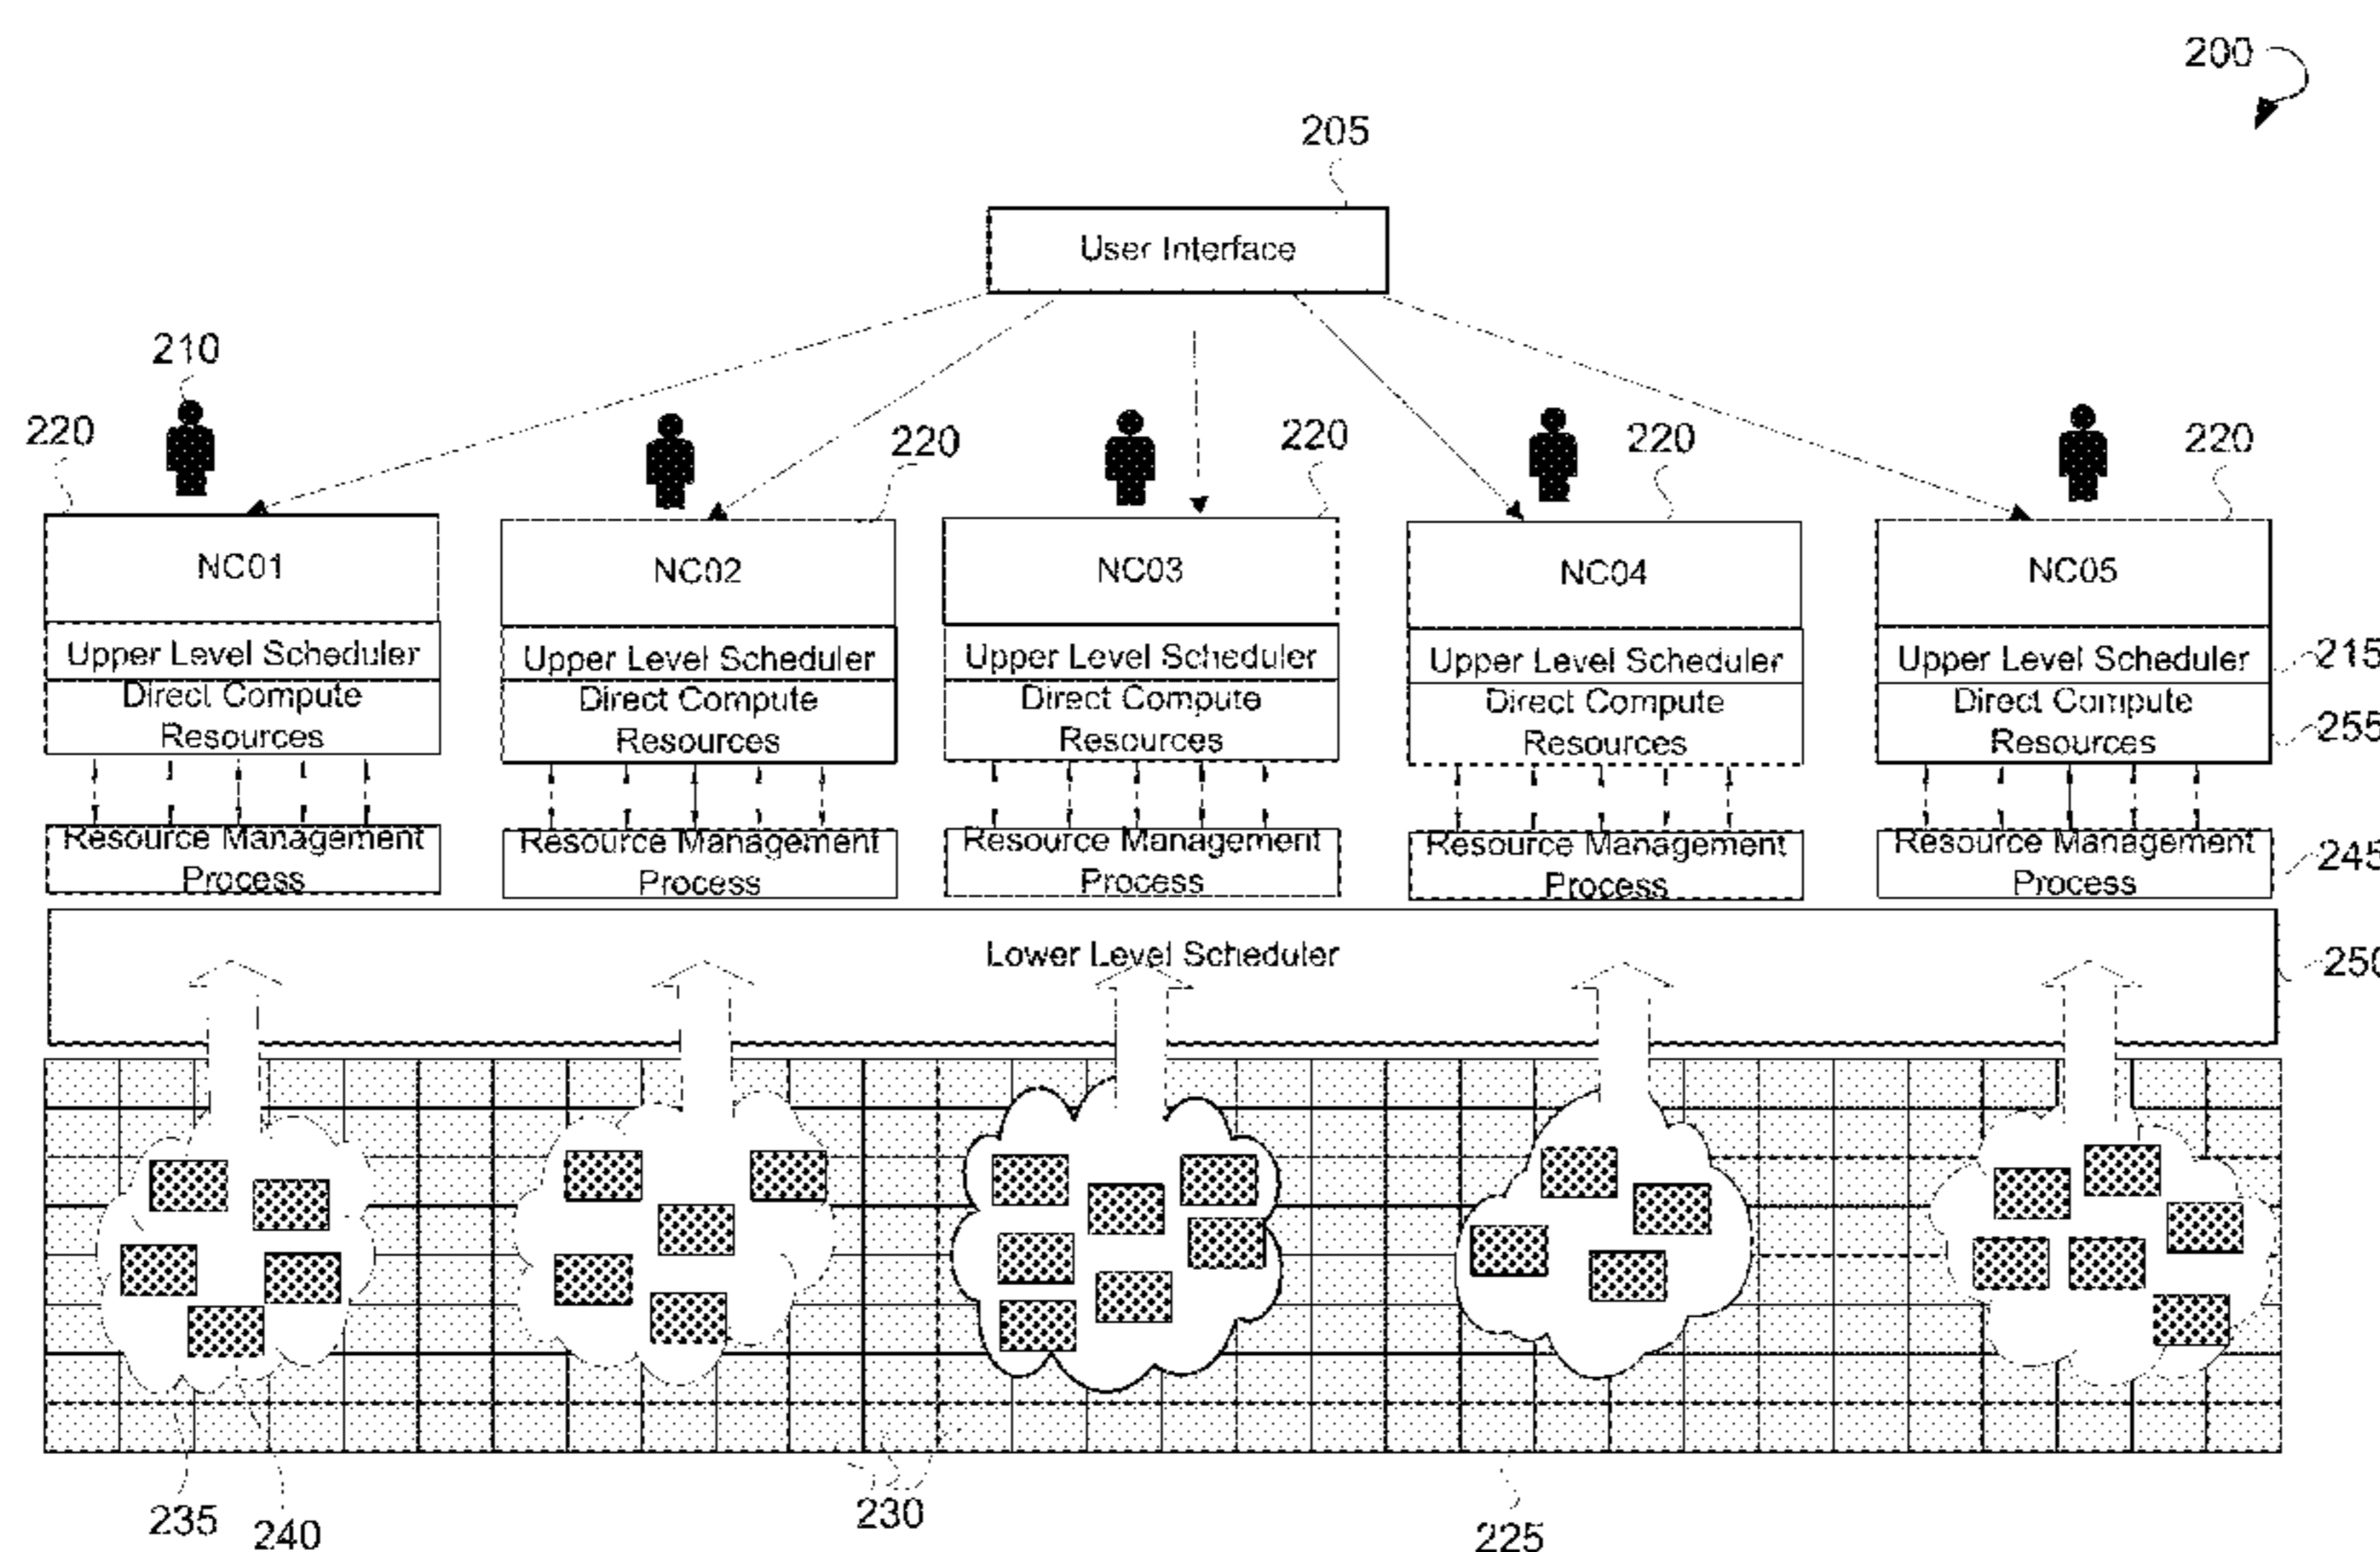 200
205
User Interface
210
220
220
220
220
220
NC01
NC02
NC03
NC04
NC05
Upper Level Scheduler
Upper Level Scheduler
Upper Level Scheduler
Upper Level Scheduler
Upper Level Scheduler
215
Direct Compute
Resources
Direct Compute
Resources
Direct Compute
Resources
Direct Compute
Resources
Direct Compute
Resources
255
Resource Management
Process
Resource Management
Process
Resource Management
Process
Resource Management
Process
Resource Management
Process
245
Lower Level Scheduler
250
235
240
230
225